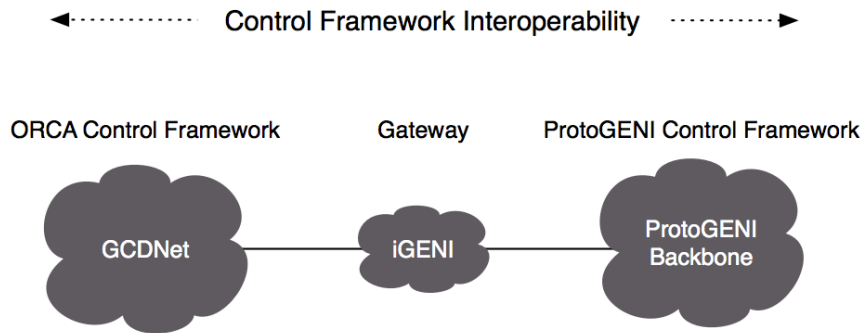 Control Framework Interoperability
ORCA Control Framework
Gateway
ProtoGENI Control Framework
GCDNet
iGENI
ProtoGENI
Backbone